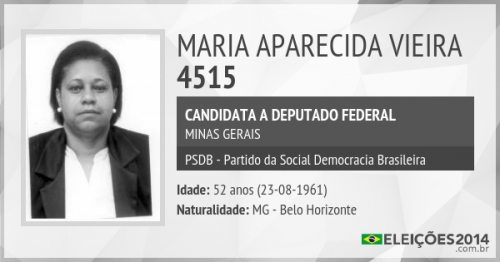 MARIA APARECIDA VIEIRA
4515
CANDIDATA A DEPUTADO FEDERAL
MINAS GERAIS
PSDB - Partido da Social Democracia Brasileira
Idade: 52 anos (23-08-1961)
Naturalidade: MG - Belo Horizonte
ELEIÇÕES2014
.com.br